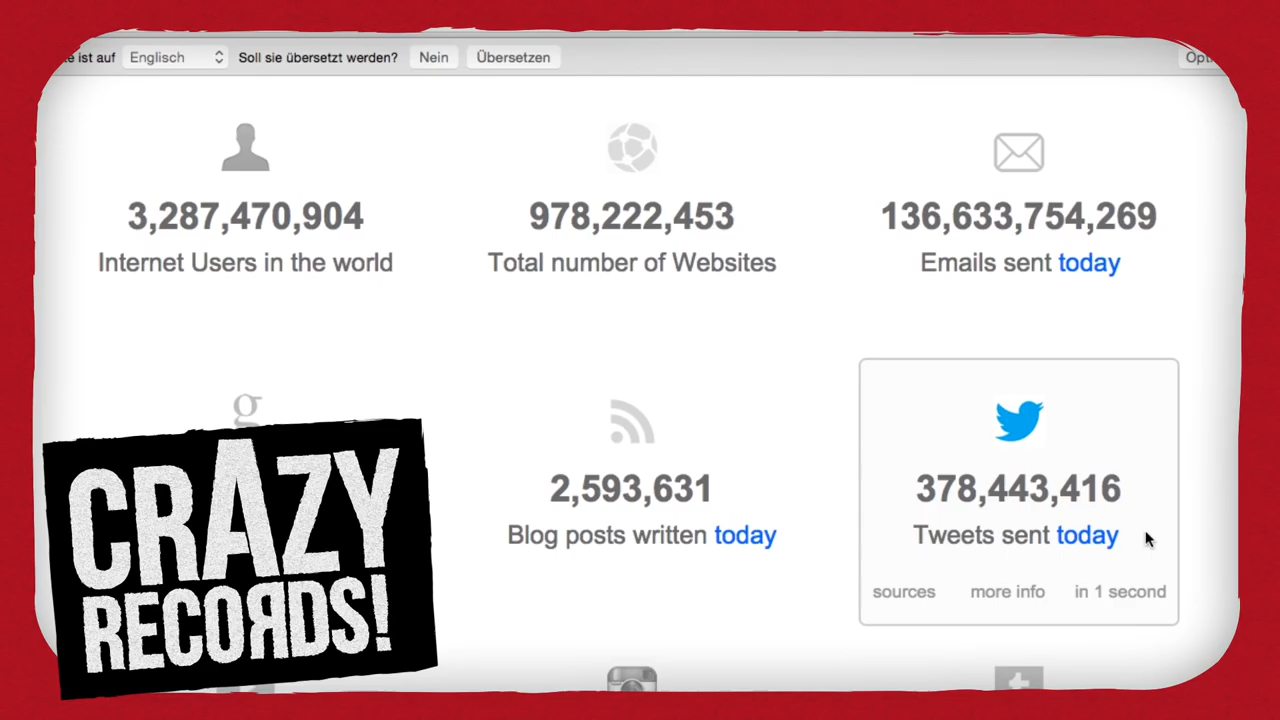 te ist auf Englisch Soll sie übersetzt werden? Nein Übersetzen
3,287,470,904
Internet Users in the world
978,222,453
Total number of Websites
136,633,754,269
Emails sent today
2,593,631
Blog posts written today
378,443,416
Tweets sent today
sources more info in 1 second
CRAZY
RECORDS!